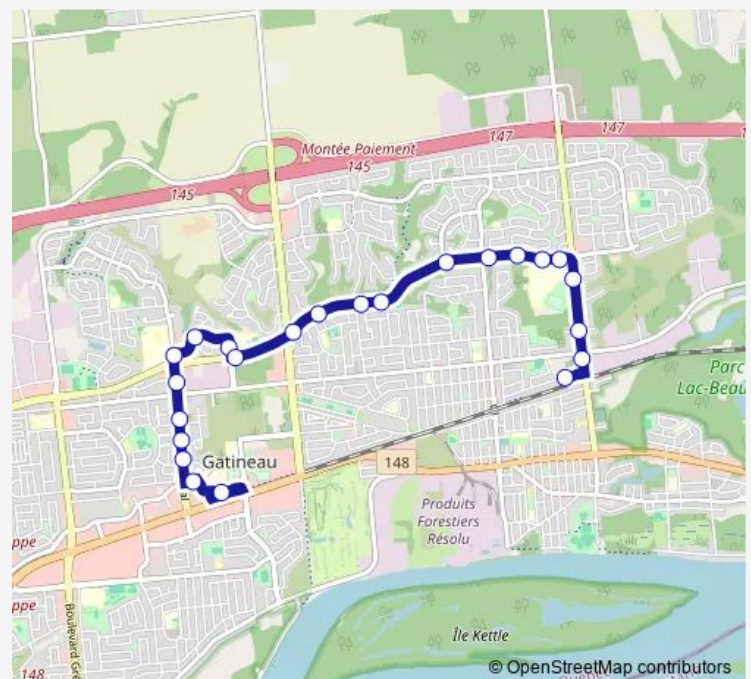 Montée Paiement
147
147
145
145
Parc
Lac-Beau
Gatineau
148
Produits
Forestiers
Résolu
ppe
ppe
Boulevard Gré
Île Kettle
148
© OpenStreetMap contributors